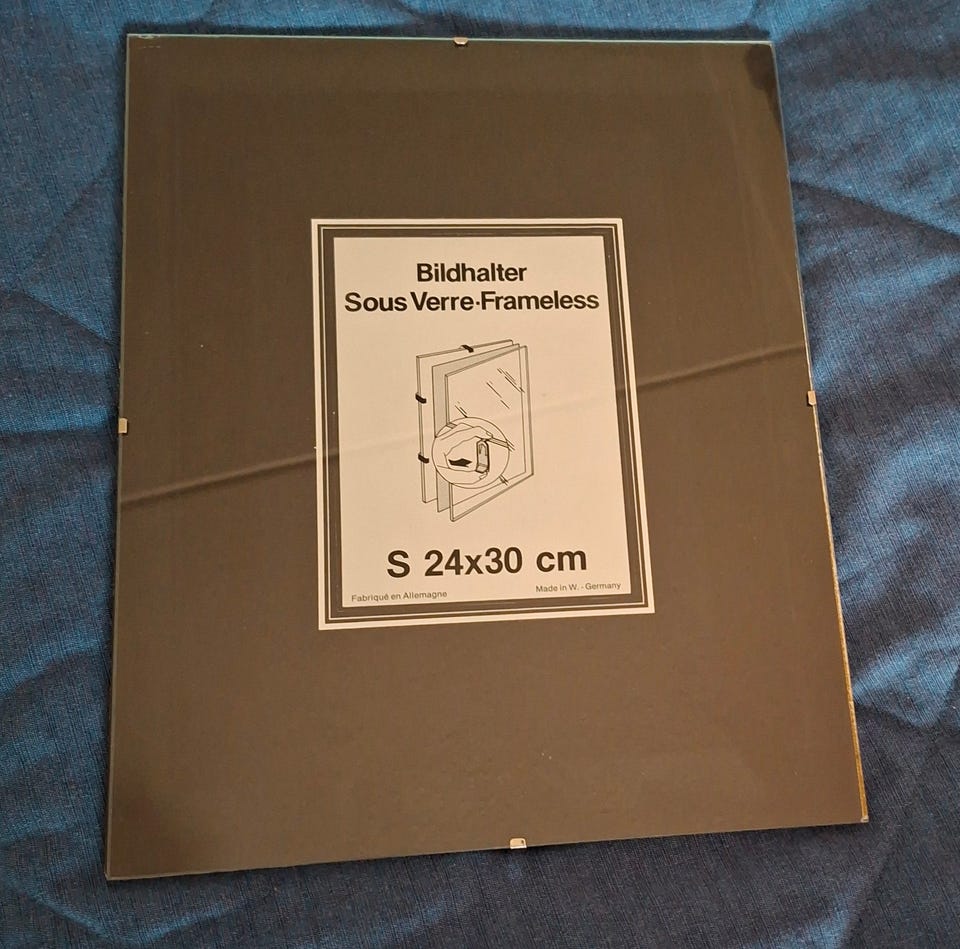 Bildhalter
Sous Verre·Frameless
S 24x30 cm
Fabriqué en Allemagne
Made in W. - Germany